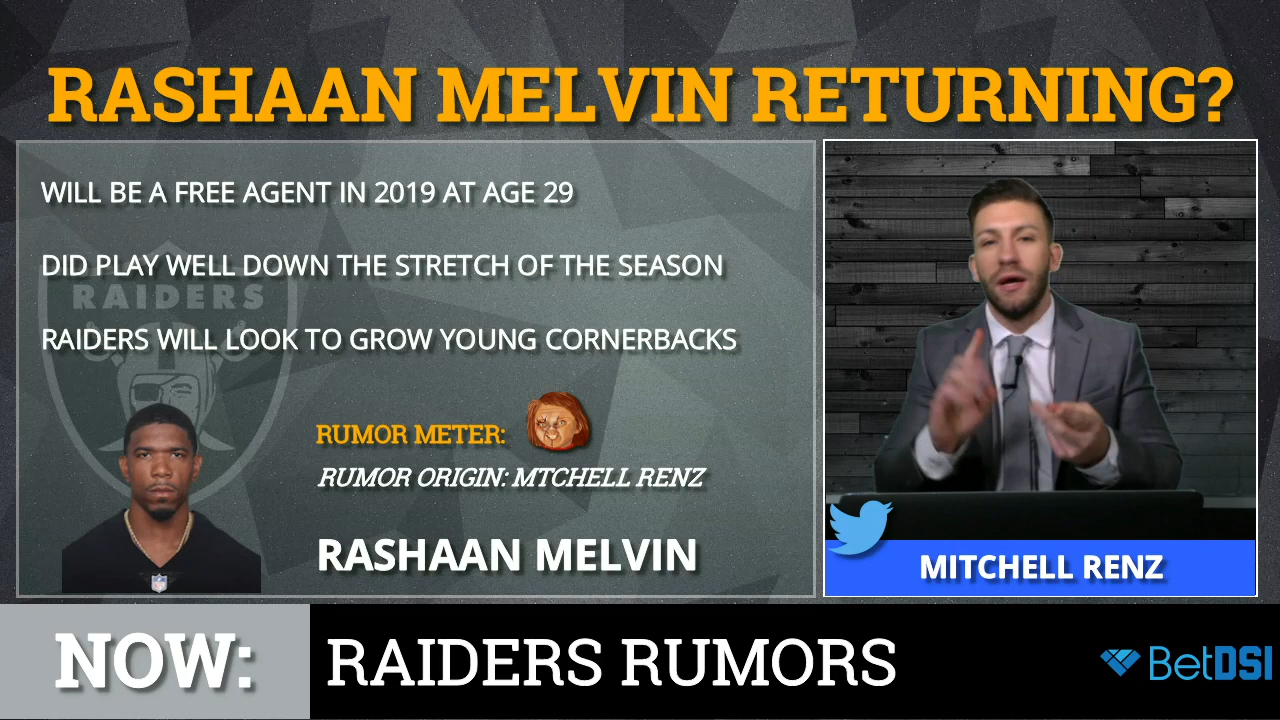 RASHAAN MELVIN RETURNING?
WILL BE A FREE AGENT IN 2019 AT AGE 29
DID PLAY WELL DOWN THE STRETCH OF THE SEASON
RAIDERS
RAIDERS WILL LOOK TO GROW YOUNG CORNERBACKS
RUMOR METER:
RUMOR ORIGIN: MTCHELL RENZ
RASHAAN MELVIN
MITCHELL RENZ
NOW:
RAIDERS RUMORS
BetDSI